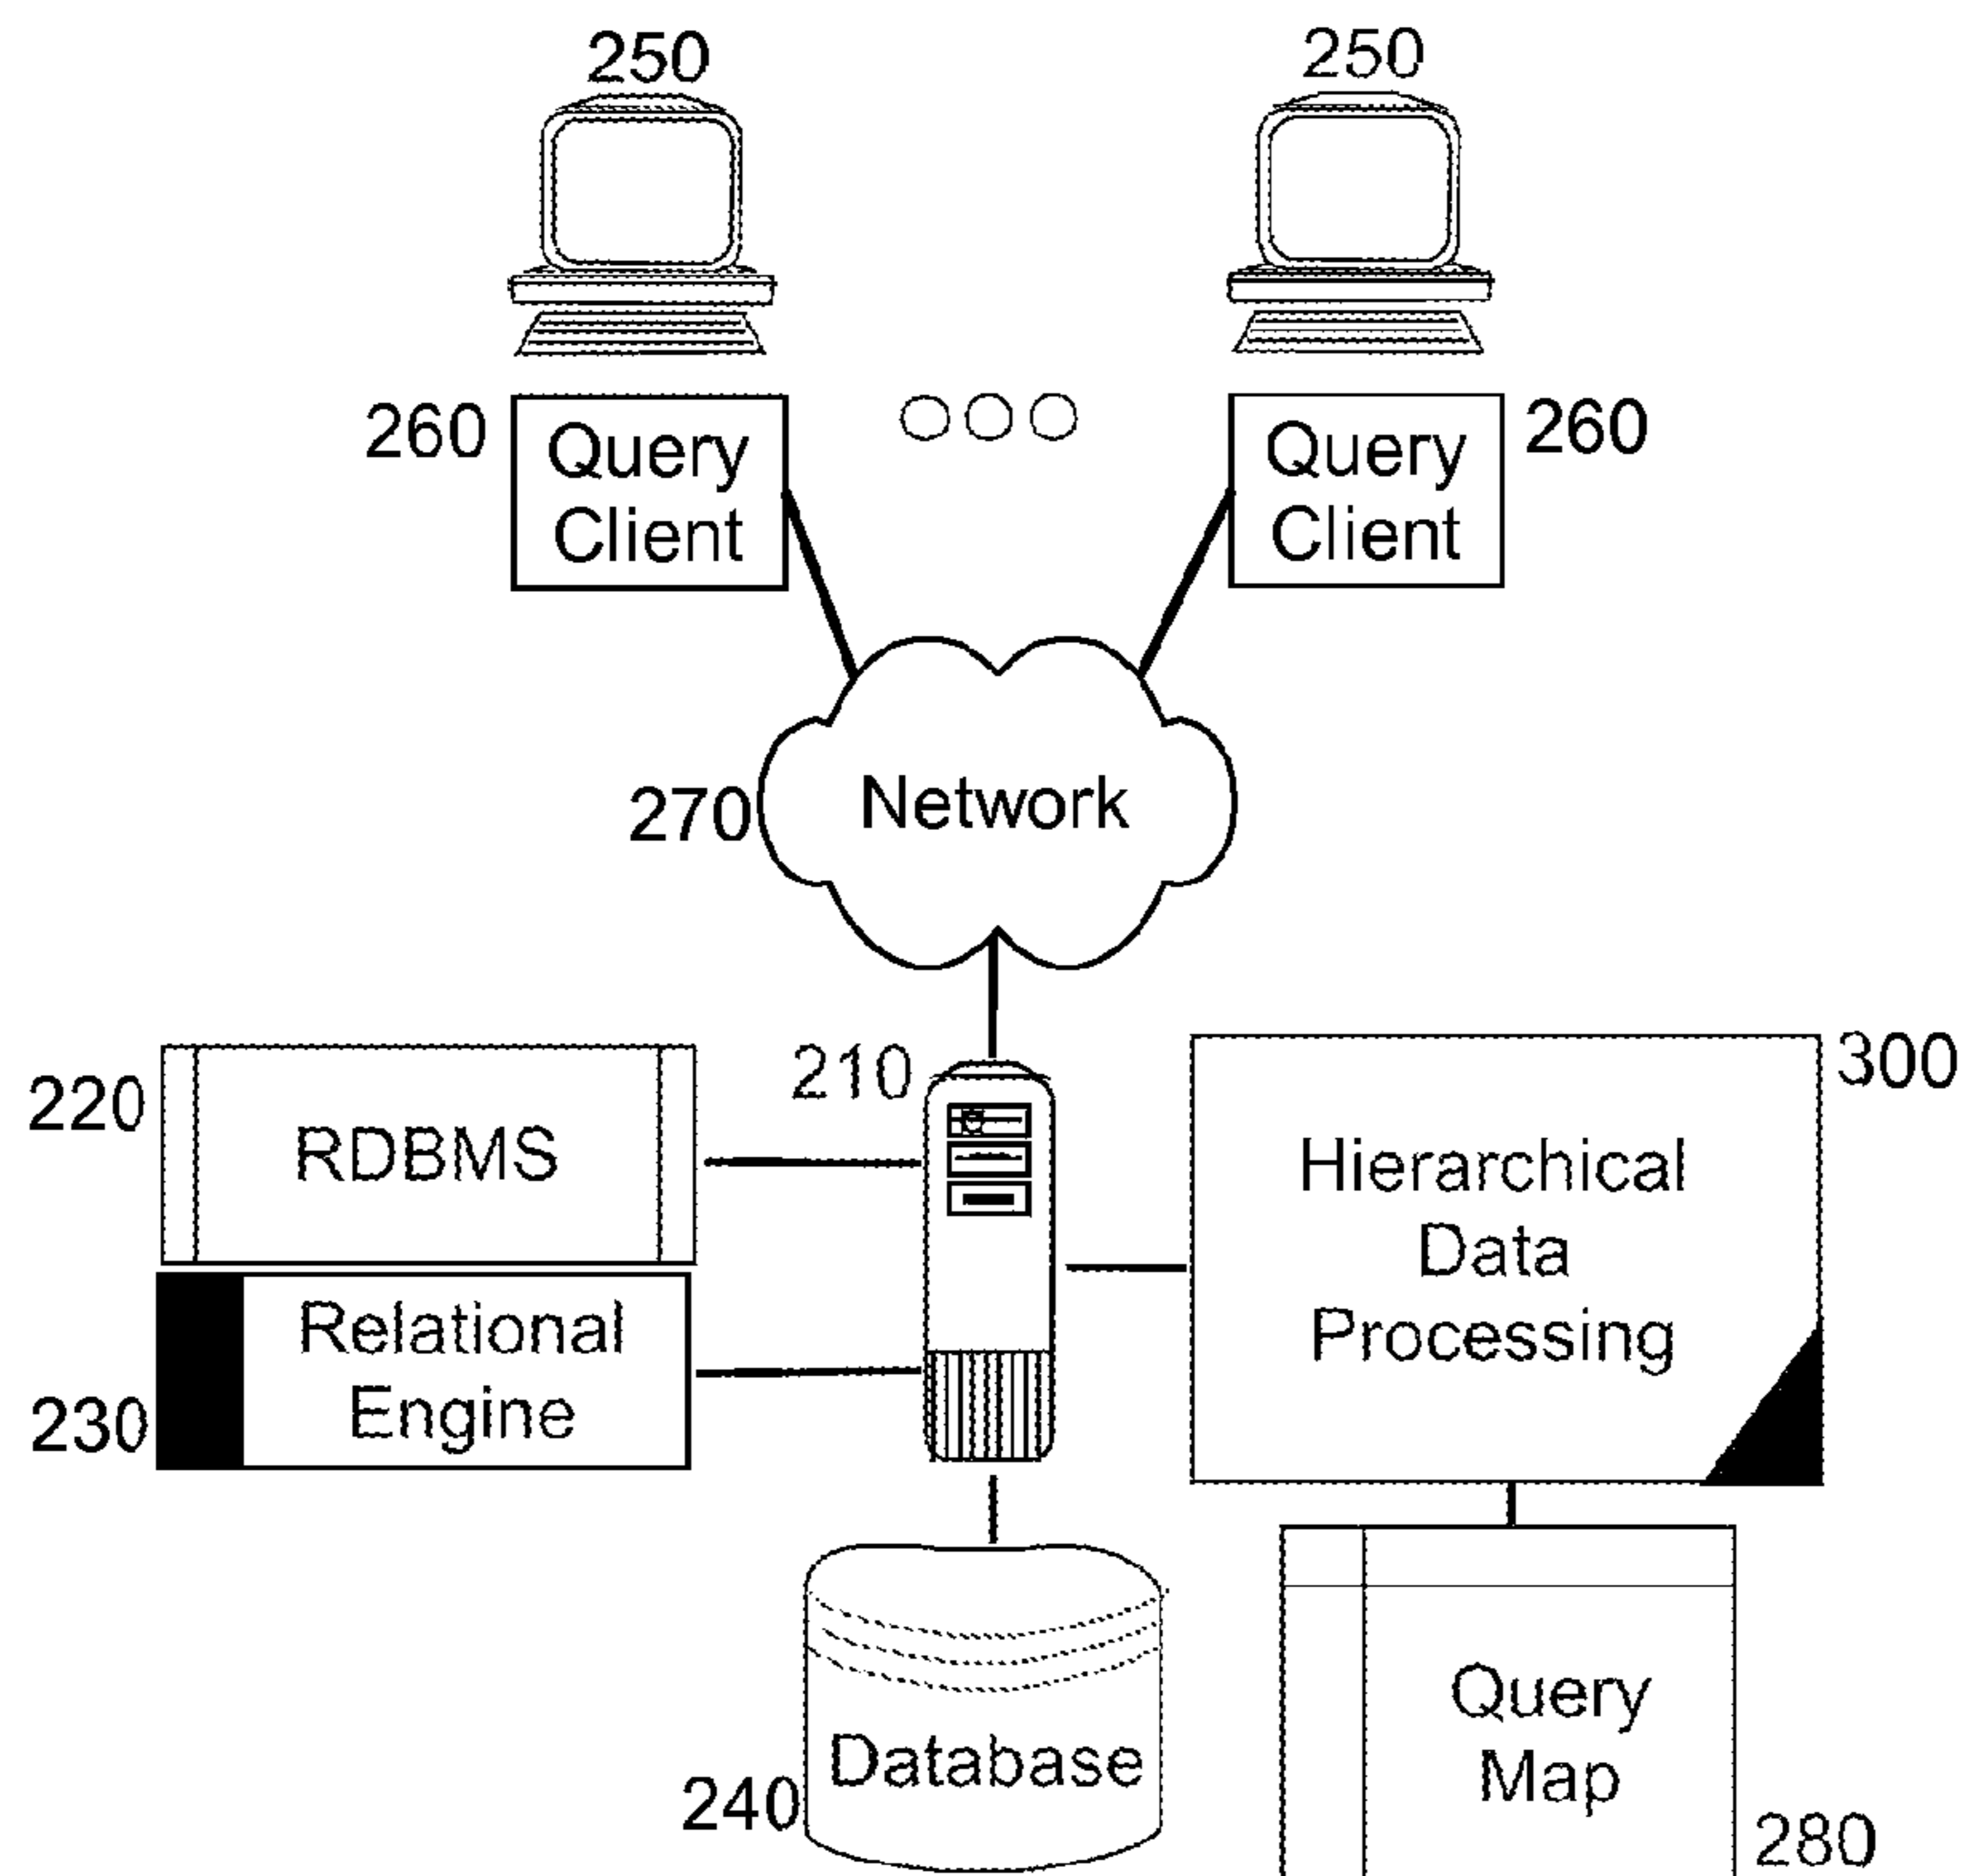 250
250
260
Query
Client
Query
Client
260
270
Network
210
300
220
RDBMS
Hierarchical
Data
Processing
Relational
Engine
230
Query
Map
Database
240
280